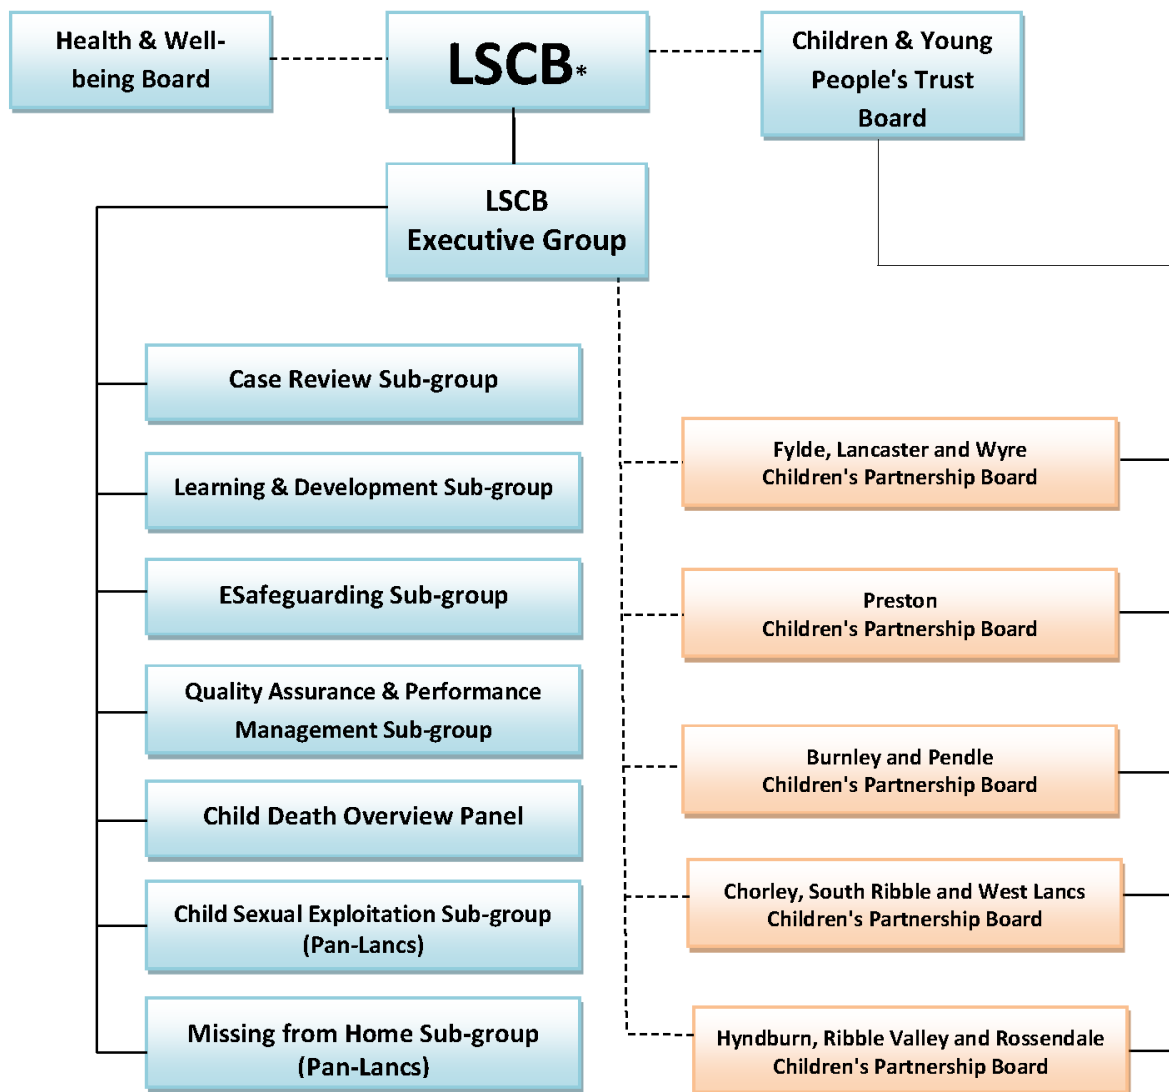 Health & Well-
being Board
LSCB*
Children & Young
People's Trust
Board
LSCB
Executive Group
Case Review Sub-group
Learning & Development Sub-group
ESafeguarding Sub-group
Quality Assurance & Performance
Management Sub-group
Child Death Overview Panel
Child Sexual Exploitation Sub-group
(Pan-Lancs)
Missing from Home Sub-group
(Pan-Lancs)
Fylde, Lancaster and Wyre
Children's Partnership Board
Preston
Children's Partnership Board
Burnley and Pendle
Children's Partnership Board
Chorley, South Ribble and West Lancs
Children's Partnership Board
Hyndburn, Ribble Valley and Rossendale
Children's Partnership Board